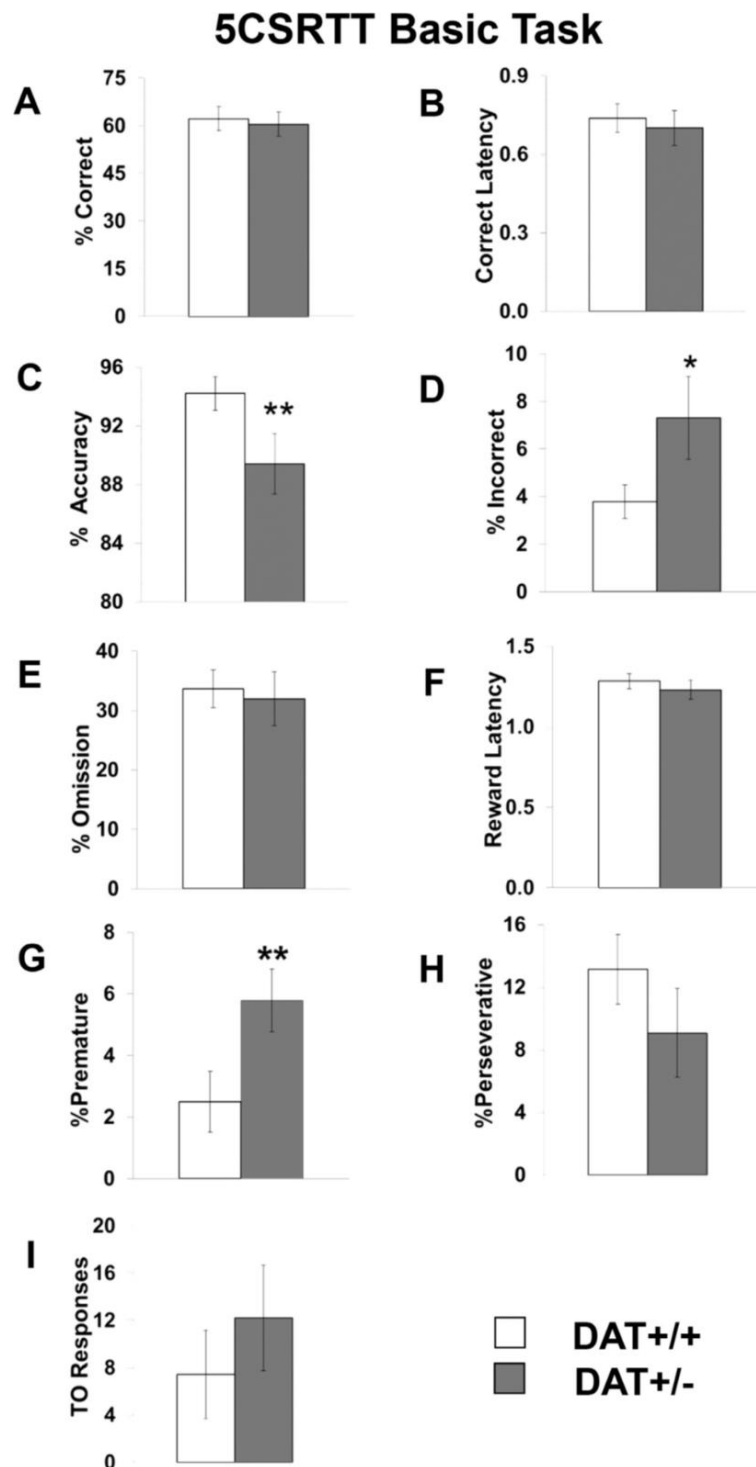 5CSRTT Basic Task
A
% Correct
75
60
45
30
15
0
B
Correct Latency
0.9
0.6
0.3
0.0
C
% Accuracy
96
92
88
84
80
**
D
% Incorrect
10
8
6
4
2
0
*
E
% Omission
40
30
20
10
0
F
Reward Latency
1.5
1.0
0.5
0.0
G
%Premature
8
6
4
2
0
**
H
%Perseverative
16
12
8
4
0
I
TO Responses
20
16
12
8
4
0
DAT+/+
DAT+/-